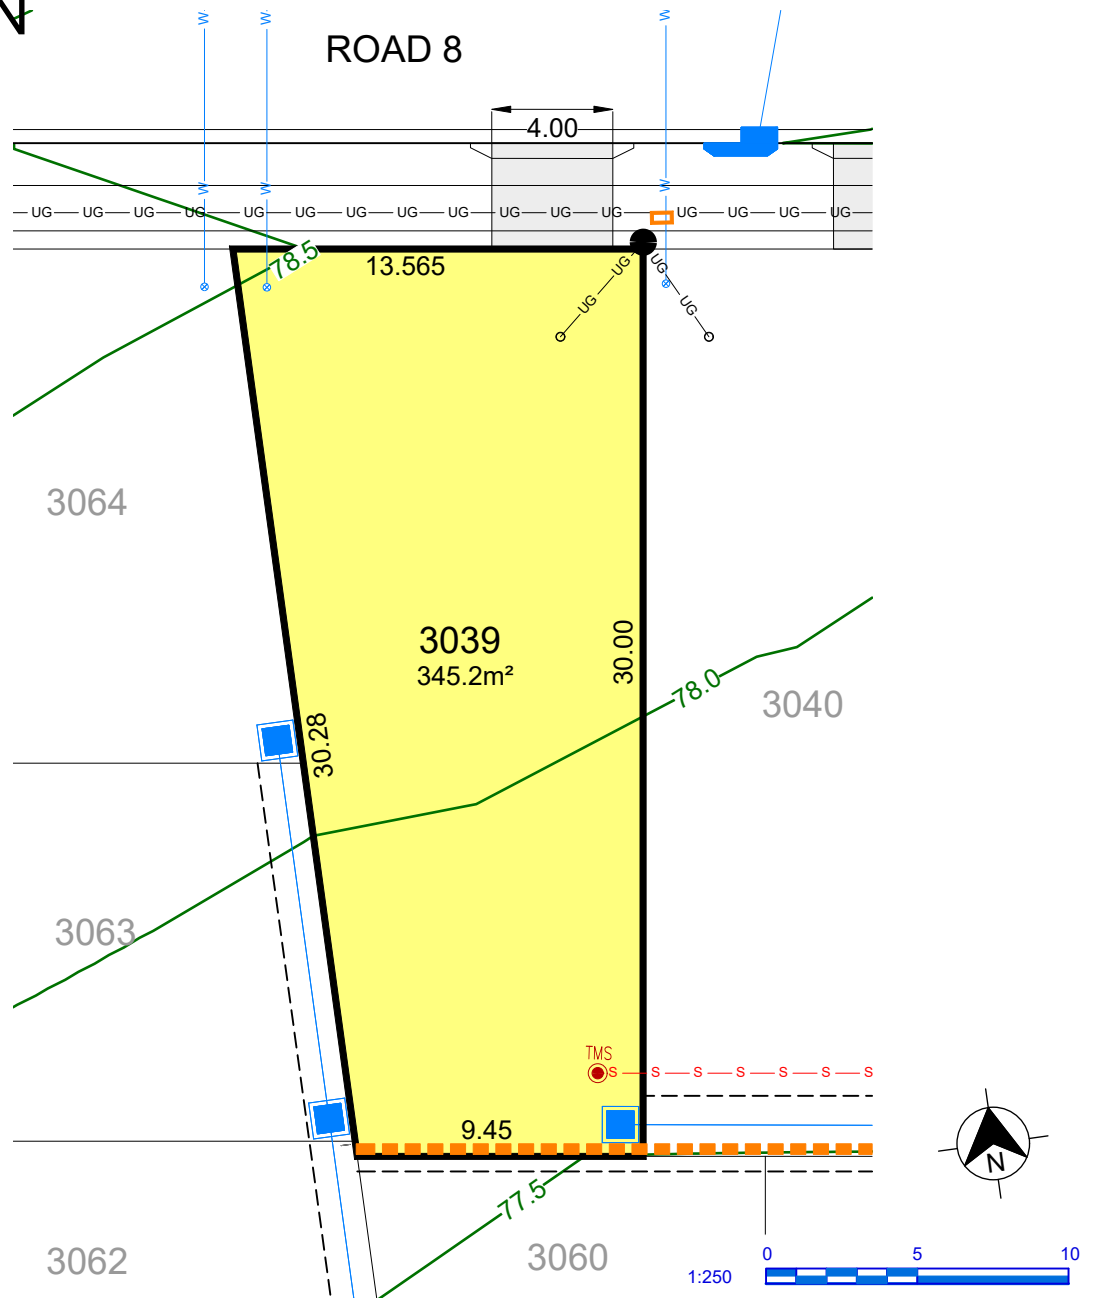 N
ROAD 8
W W W
4.00
W W W
UG UG UG UG UG UG UG UG UG UG UG UG UG UG UG UG
78.5
13.565
UG UG
UG UG
3064
3039
345.2m²
30.00
78.0
3040
30.28
3063
TMS
S S S S S S S
9.45
N
77.5
3062
3060
0 5 10
1:250